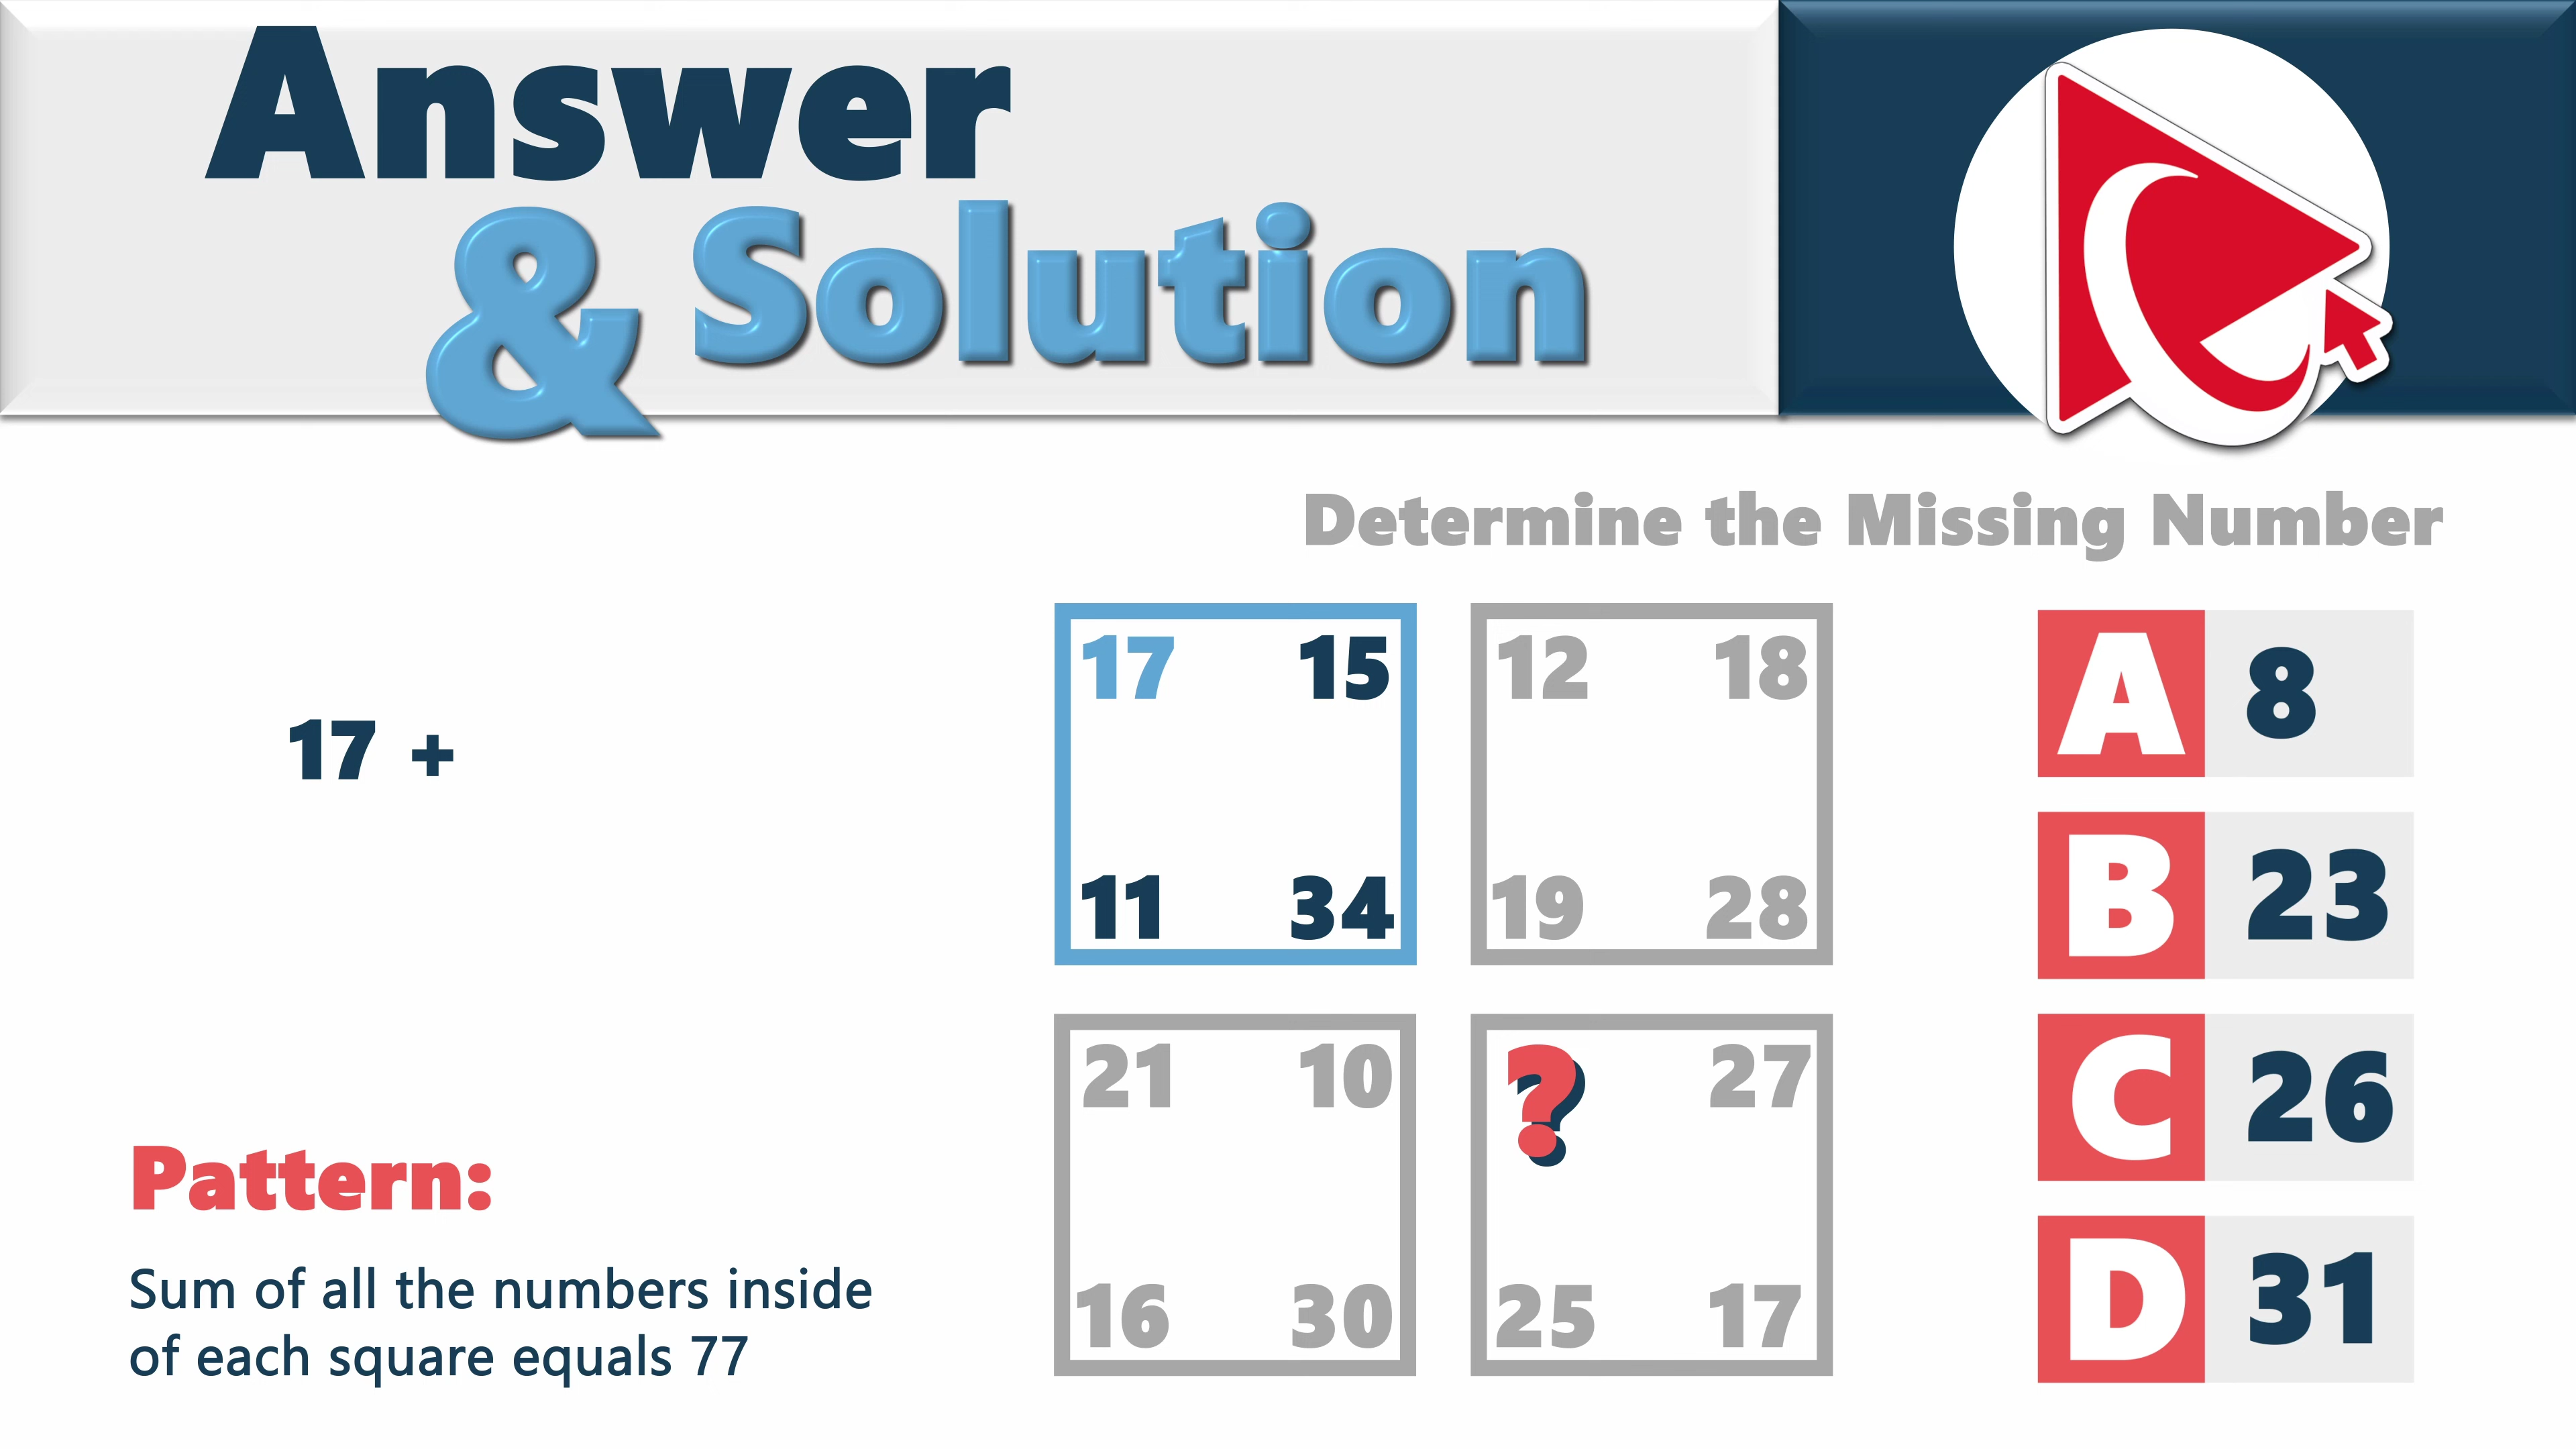 Answer
& Solution
Determine the Missing Number
17 +
17 15
11 34
12 18
19 28
21 10
16 30
? 27
25 17
A 8
B 23
C 26
D 31
Pattern:
Sum of all the numbers inside
of each square equals 77